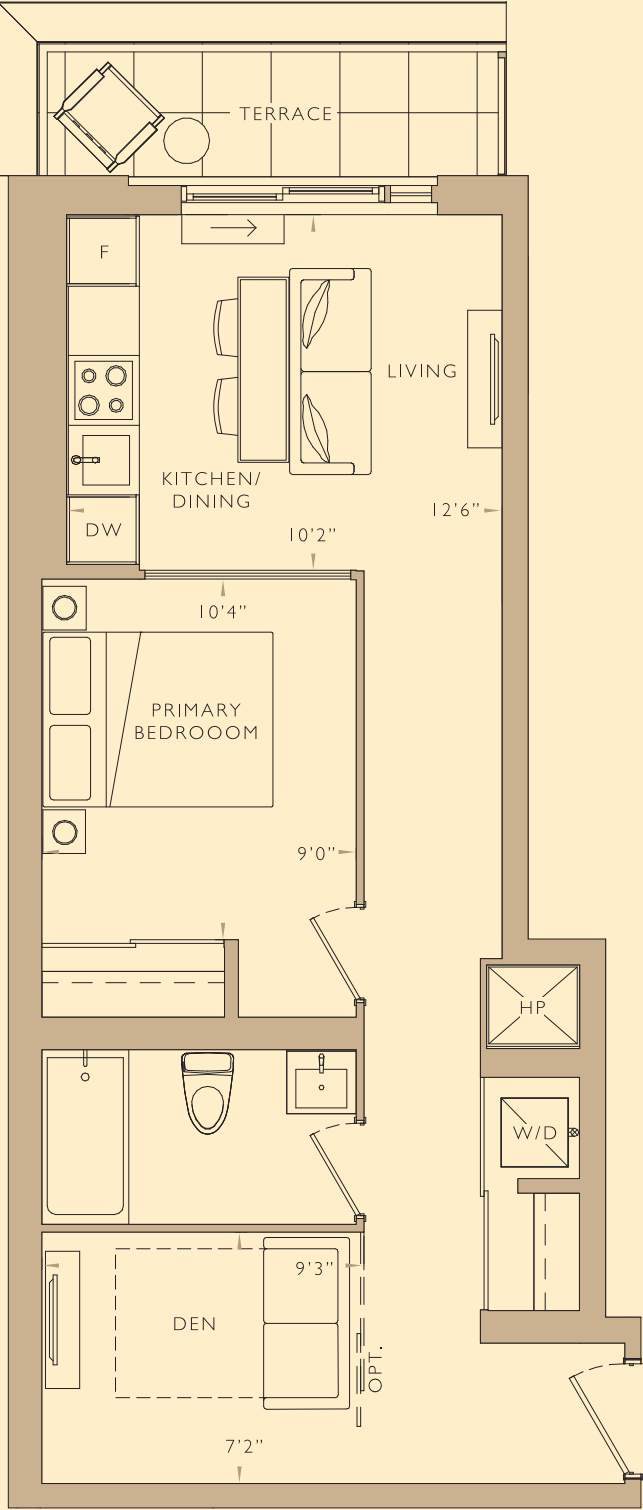 TERRACE
F
LIVING
KITCHEN/
DINING
DW
12'6"
10'2"
10'4"
PRIMARY
BEDROOOM
9'0"
HP
W/D
9'3"
DEN
OPT.
7'2"